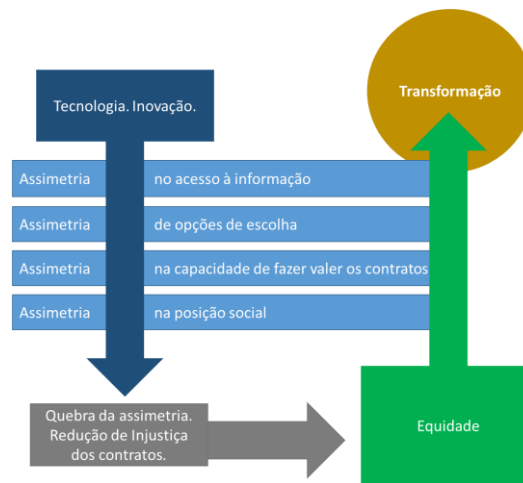 Tecnologia. Inovação.
Transformação
Assimetria no acesso à informação
Assimetria de opções de escolha
Assimetria na capacidade de fazer valer os contratos
Assimetria na posição social
Quebra da assimetria.
Redução de Injustiça
dos contratos.
Equidade